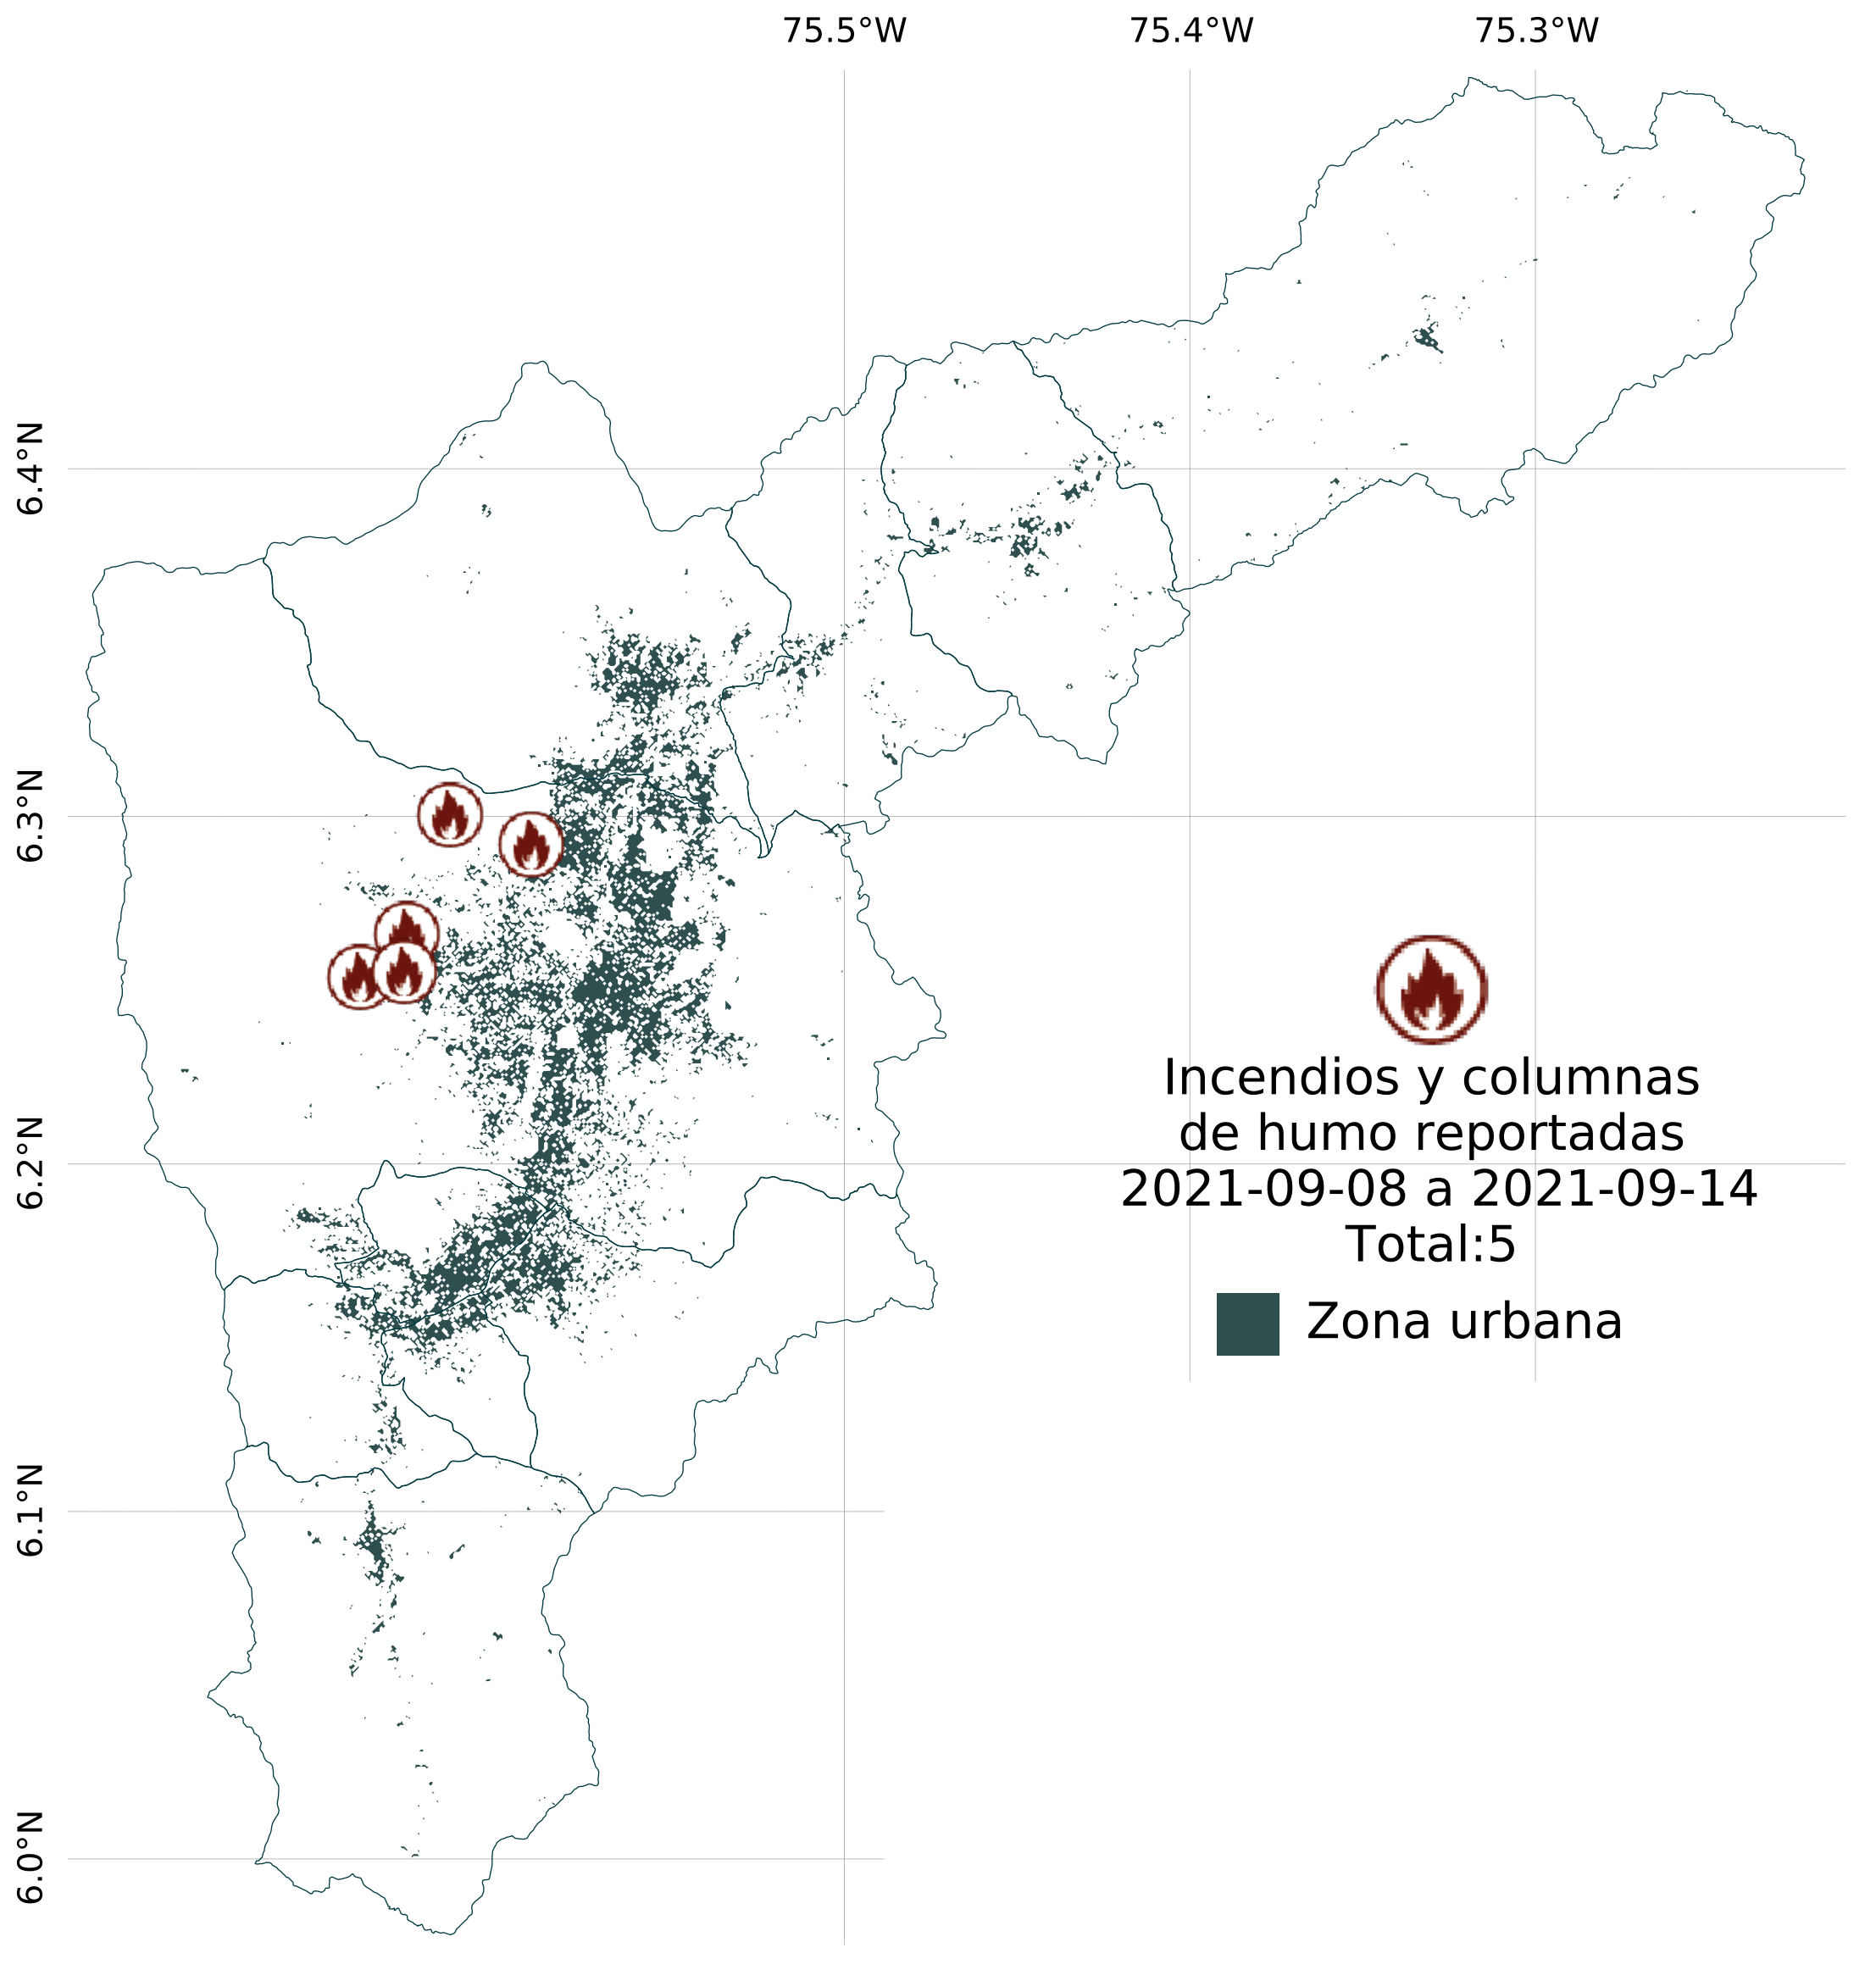 75.5°W 75.4°W 75.3°W
6.4°N
6.3°N
6.2°N
6.1°N
6.0°N
Incendios y columnas
de humo reportadas
2021-09-08 a 2021-09-14
Total:5
Zona urbana